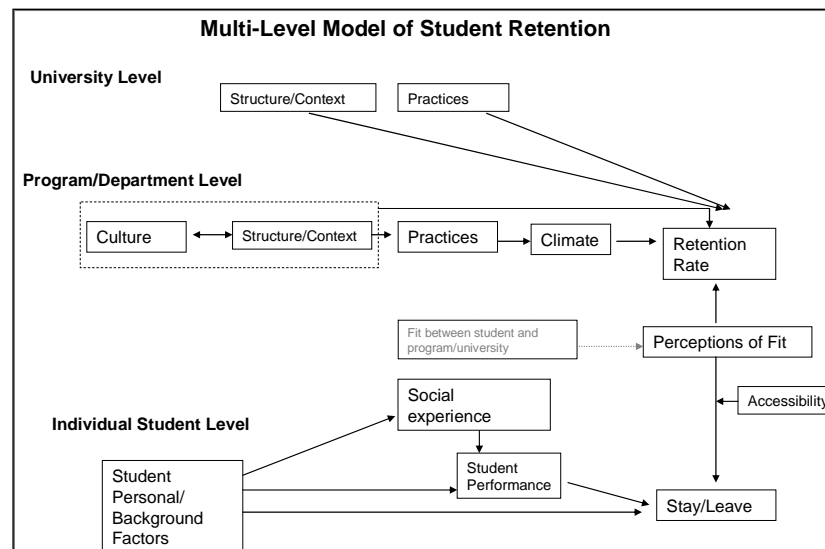 Multi-Level Model of Student Retention
University Level
Structure/Context
Practices
Program/Department Level
Culture
Structure/Context
Practices
Climate
Retention
Rate
Fit between student and
program/university
Perceptions of Fit
Accessibility
Social
experience
Individual Student Level
Student
Performance
Student
Personal/
Background
Factors
Stay/Leave